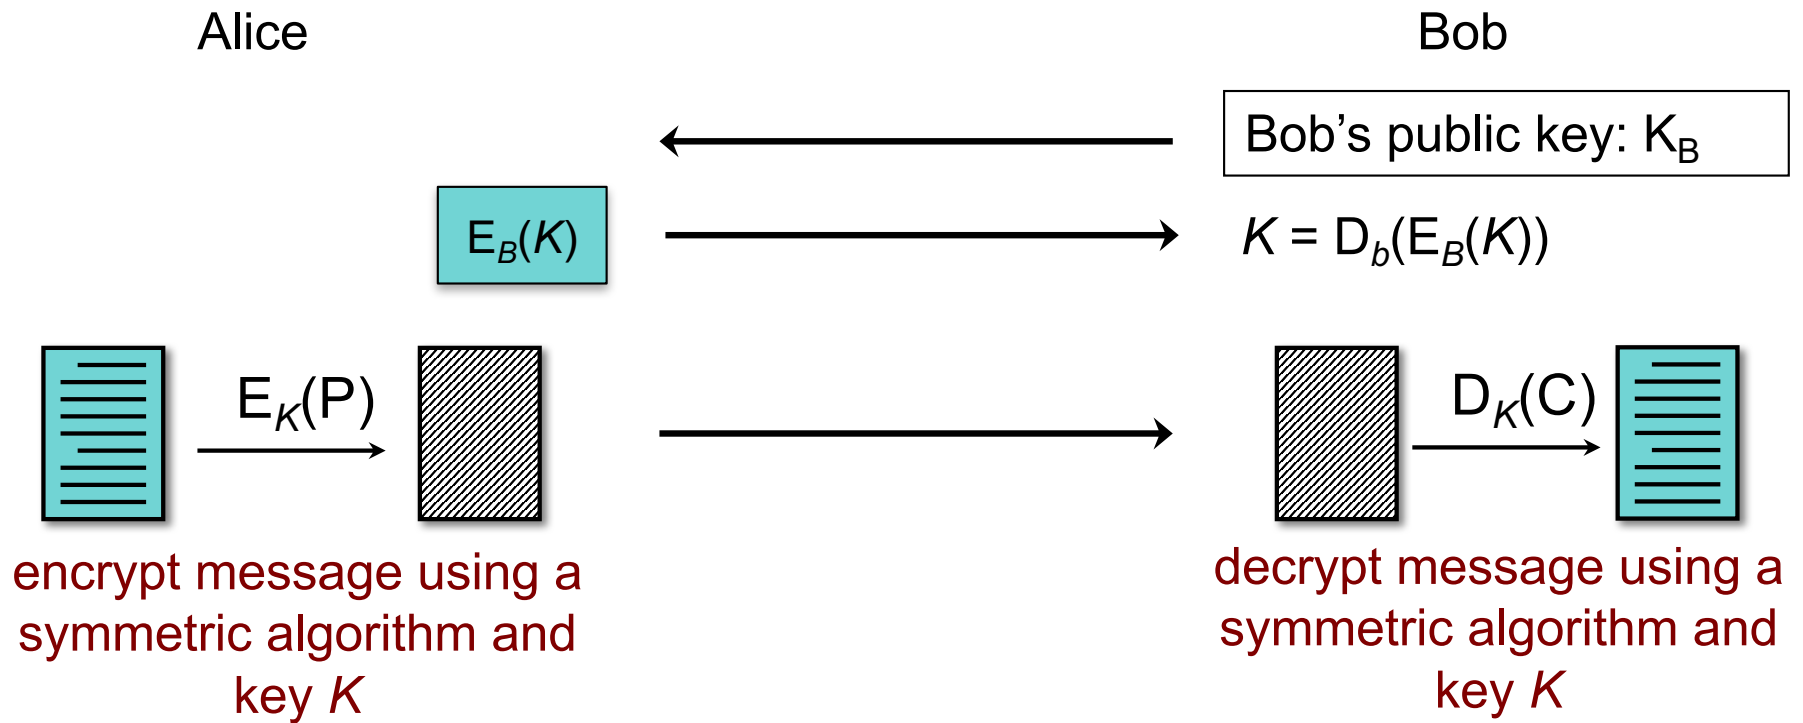 Alice
Bob
Bob’s public key: K_B
E_B(K)
K = D_b(E_B(K))
E_K(P)
D_K(C)
encrypt message using a
symmetric algorithm and
key K
decrypt message using a
symmetric algorithm and
key K